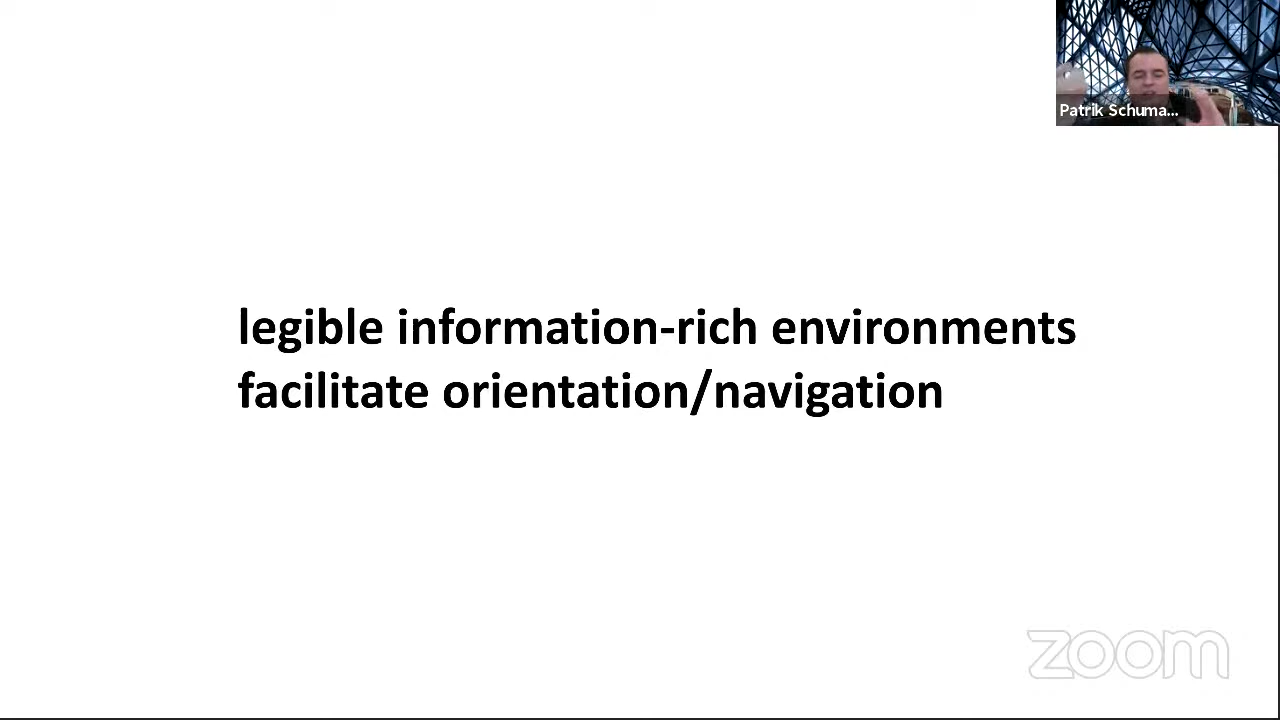 Patrik Schuma...
legible information-rich environments
facilitate orientation/navigation
zoom